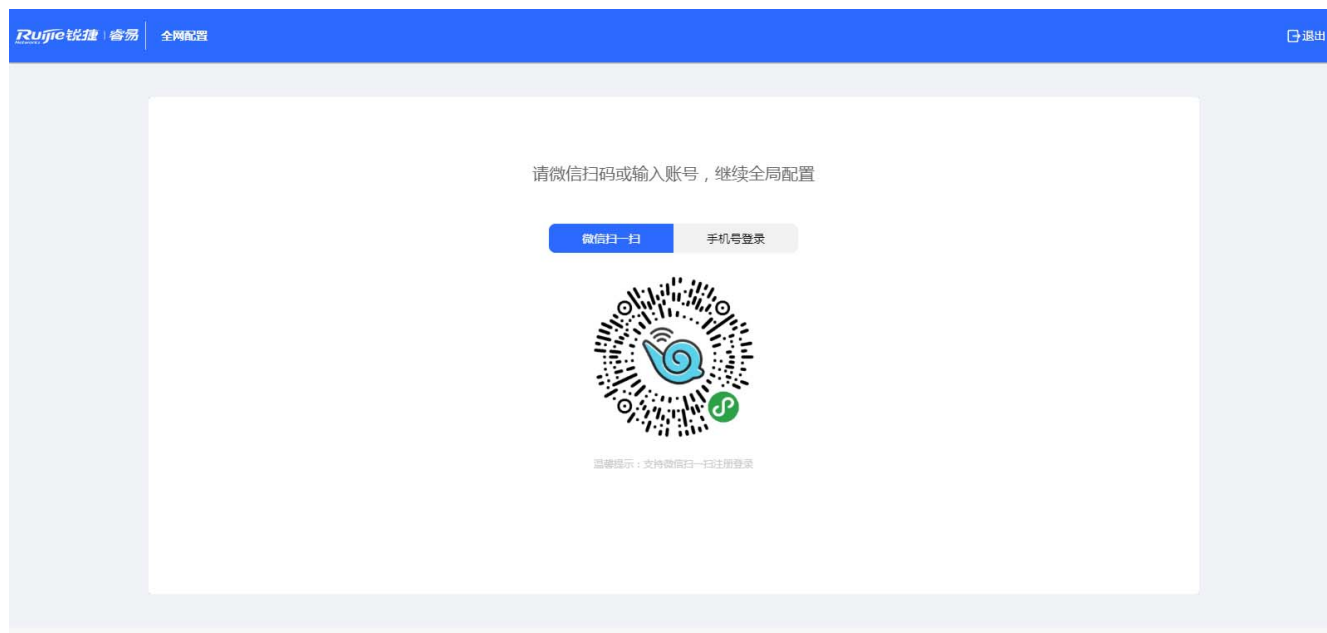 Ruijie锐捷 | 睿易 全网配置 退出
Networks
请微信扫码或输入账号，继续全局配置
微信扫一扫 手机号登录
温馨提示：支持微信扫一扫注册登录